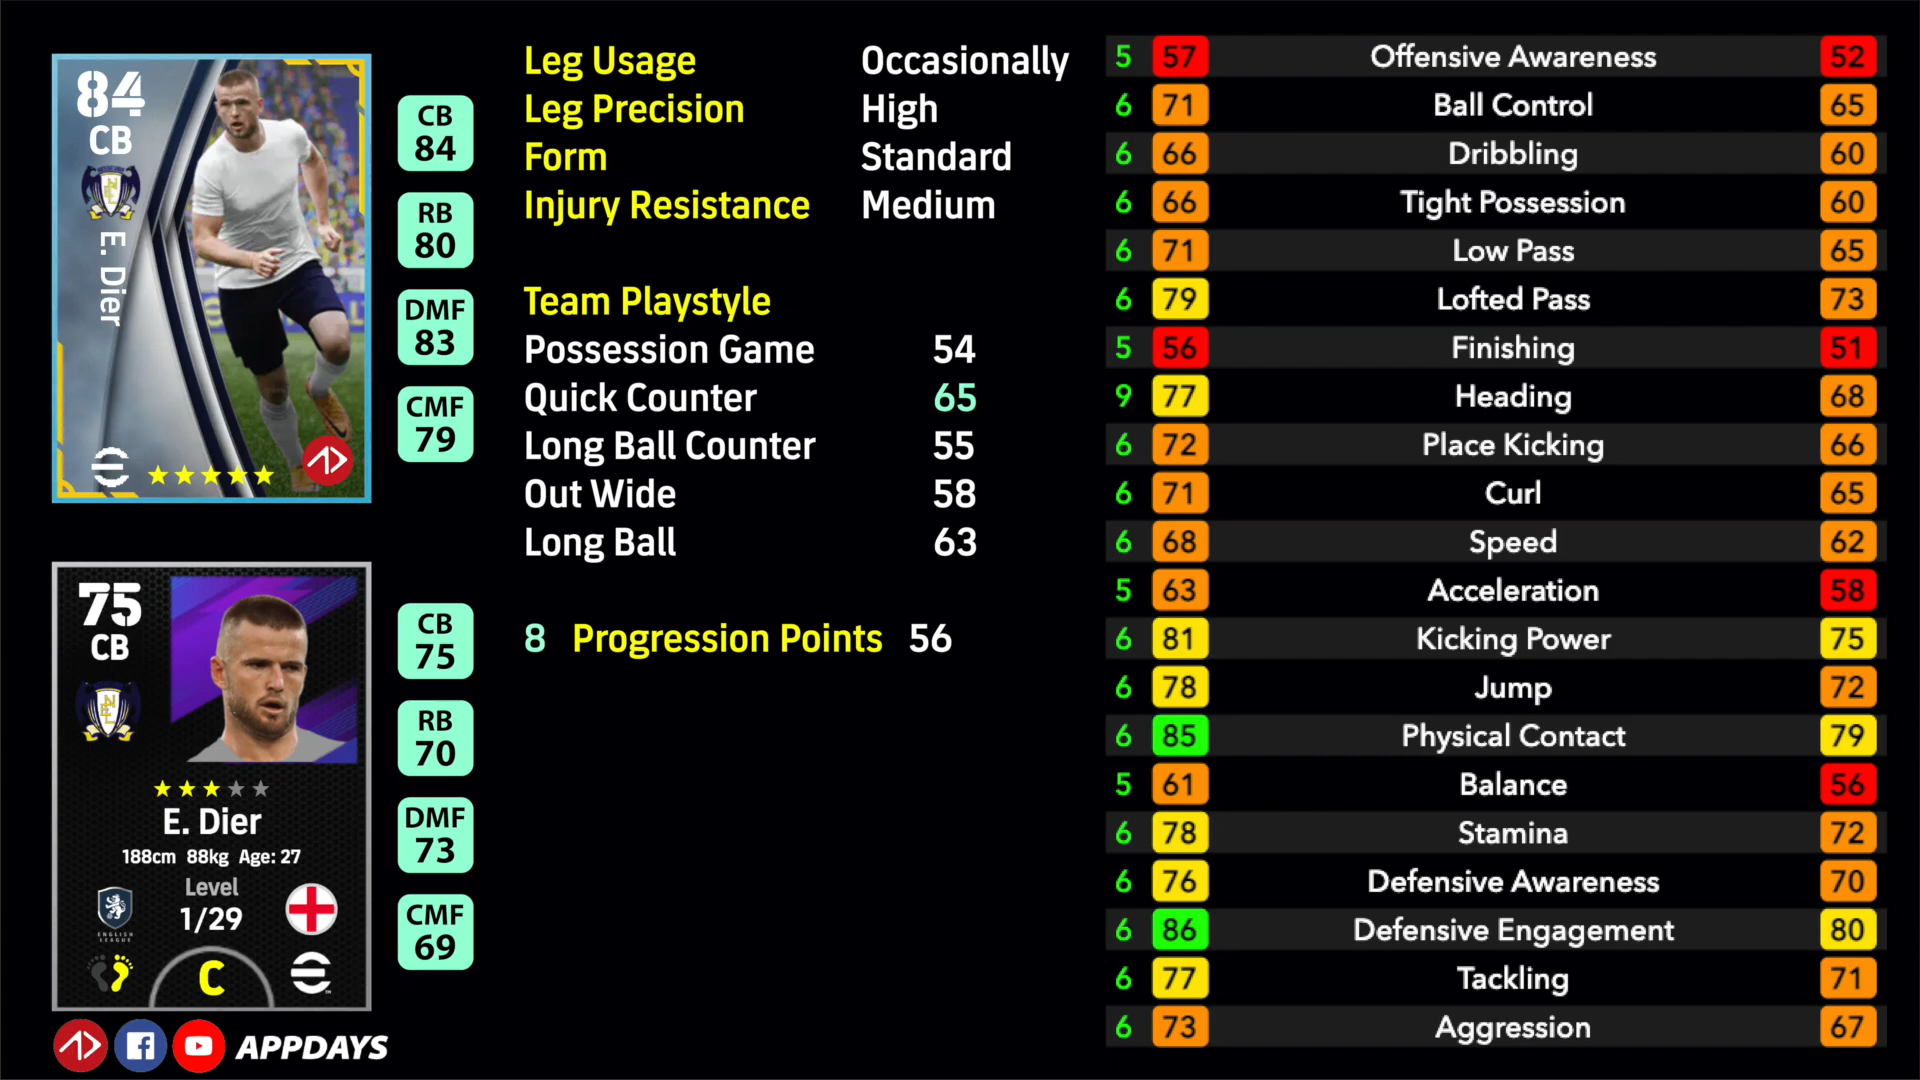 84
CB
E. Dier
CB
84
RB
80
DMF
83
CMF
79
75
CB
E. Dier
188cm 88kg Age: 27
Level
1/29
ENGLISH
LEAGUE
C
CB
75
RB
70
DMF
73
CMF
69
APPDAYS
Leg Usage Occasionally
Leg Precision High
Form Standard
Injury Resistance Medium
Team Playstyle
Possession Game 54
Quick Counter 65
Long Ball Counter 55
Out Wide 58
Long Ball 63
8 Progression Points 56
5 57 Offensive Awareness 52
6 71 Ball Control 65
6 66 Dribbling 60
6 66 Tight Possession 60
6 71 Low Pass 65
6 79 Lofted Pass 73
5 56 Finishing 51
9 77 Heading 68
6 72 Place Kicking 66
6 71 Curl 65
6 68 Speed 62
5 63 Acceleration 58
6 81 Kicking Power 75
6 78 Jump 72
6 85 Physical Contact 79
5 61 Balance 56
6 78 Stamina 72
6 76 Defensive Awareness 70
6 86 Defensive Engagement 80
6 77 Tackling 71
6 73 Aggression 67